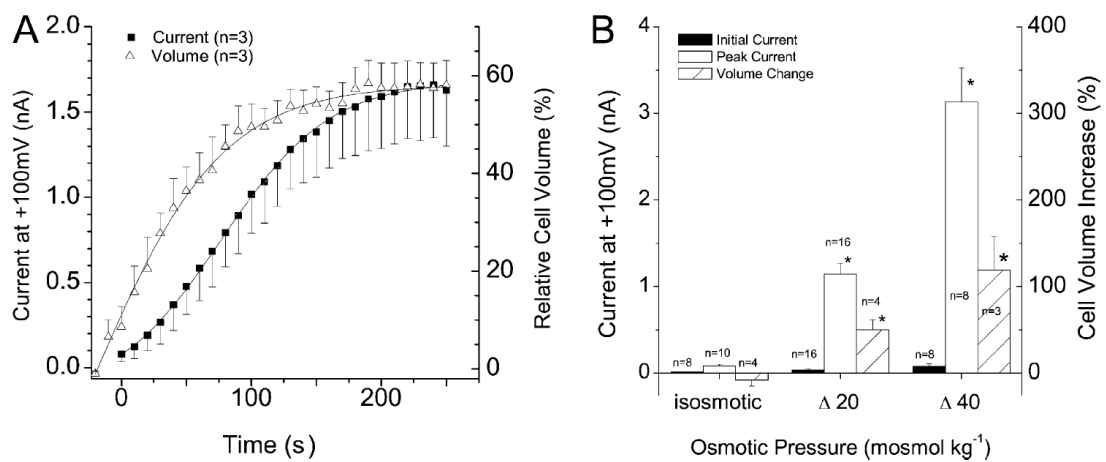 A
Current (n=3)
Volume (n=3)
Current at +100mV (nA)
2.0
1.5
1.0
0.5
0.0
Relative Cell Volume (%)
60
40
20
0
0
100
200
Time (s)
B
Initial Current
Peak Current
Volume Change
Current at +100mV (nA)
4
3
2
1
0
Cell Volume Increase (%)
400
300
200
100
0
n=8
n=10
n=4
n=16
n=16
*
n=4
*
n=8
n=8
*
n=3
*
isosmotic
Δ 20
Δ 40
Osmotic Pressure (mosmol kg⁻¹)